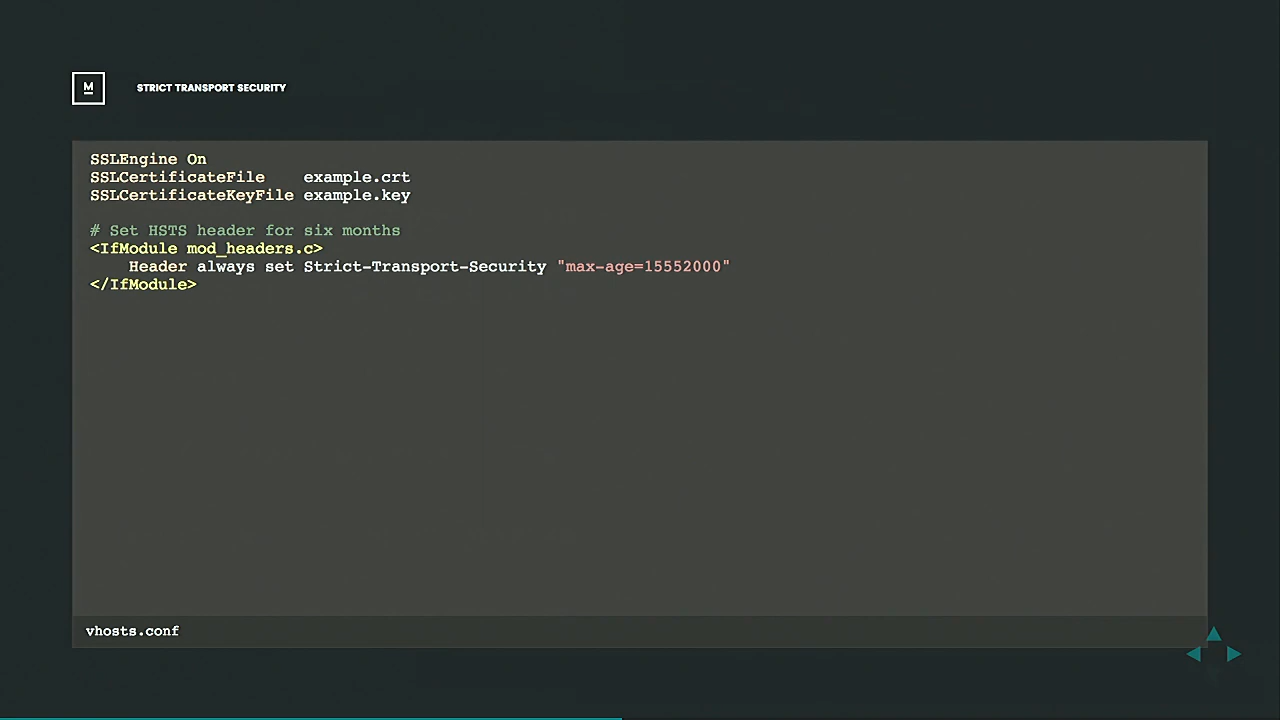 M
STRICT TRANSPORT SECURITY
SSLEngine On
SSLCertificateFile    example.crt
SSLCertificateKeyFile example.key

# Set HSTS header for six months
<IfModule mod_headers.c>
    Header always set Strict-Transport-Security "max-age=15552000"
</IfModule>
vhosts.conf